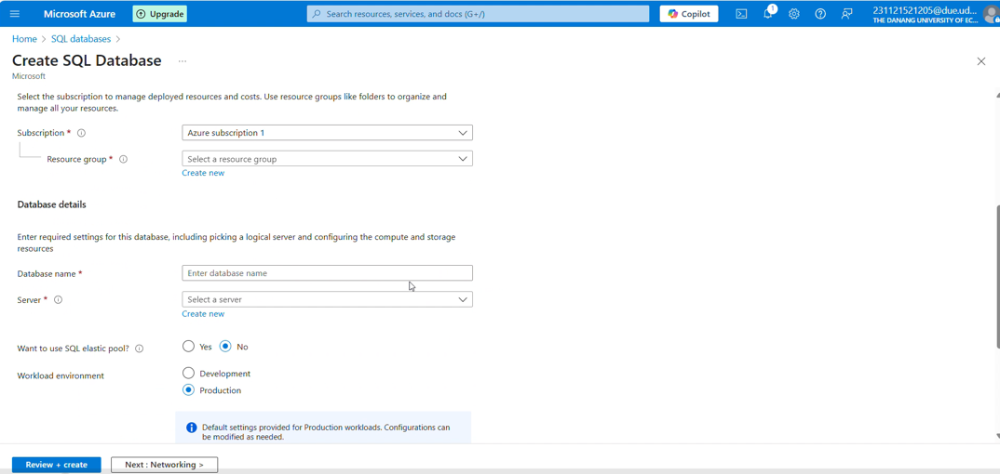 Microsoft Azure
Upgrade
Search resources, services, and docs (G+/)
Copilot
1
231121521205@due.ud...
THE DANANG UNIVERSITY OF EC...
Home > SQL databases >
Create SQL Database ...
Microsoft
Select the subscription to manage deployed resources and costs. Use resource groups like folders to organize and
manage all your resources.
Subscription *
Azure subscription 1
Resource group *
Select a resource group
Create new
Database details
Enter required settings for this database, including picking a logical server and configuring the compute and storage
resources
Database name *
Enter database name
Server *
Select a server
Create new
Want to use SQL elastic pool?
Yes No
Workload environment
Development
Production
Default settings provided for Production workloads. Configurations can
be modified as needed.
Review + create
Next : Networking >